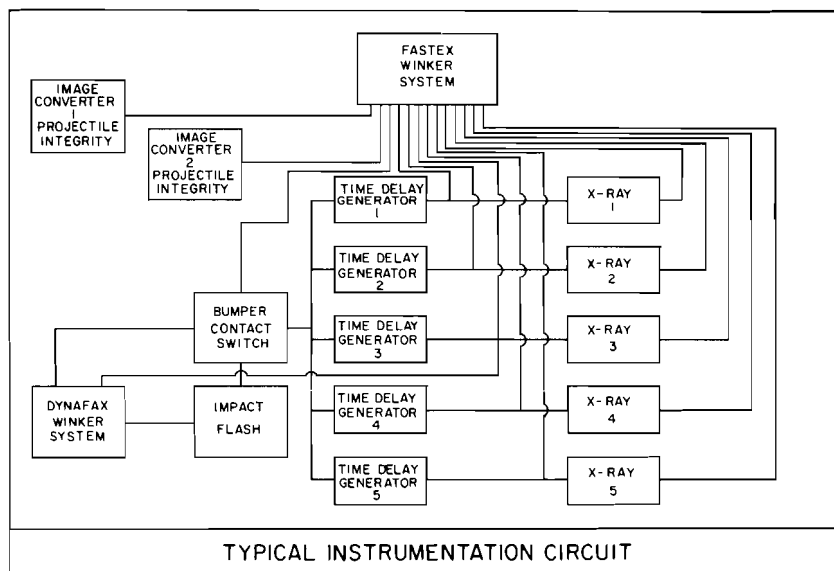 FASTEX
WINKER
SYSTEM
IMAGE
CONVERTER
1
PROJECTILE
INTEGRITY
IMAGE
CONVERTER
2
PROJECTILE
INTEGRITY
TIME DELAY
GENERATOR
1
X-RAY
1
TIME DELAY
GENERATOR
2
X-RAY
2
BUMPER
CONTACT
SWITCH
TIME DELAY
GENERATOR
3
X-RAY
3
DYNAFAX
WINKER
SYSTEM
IMPACT
FLASH
TIME DELAY
GENERATOR
4
X-RAY
4
TIME DELAY
GENERATOR
5
X-RAY
5
TYPICAL INSTRUMENTATION CIRCUIT